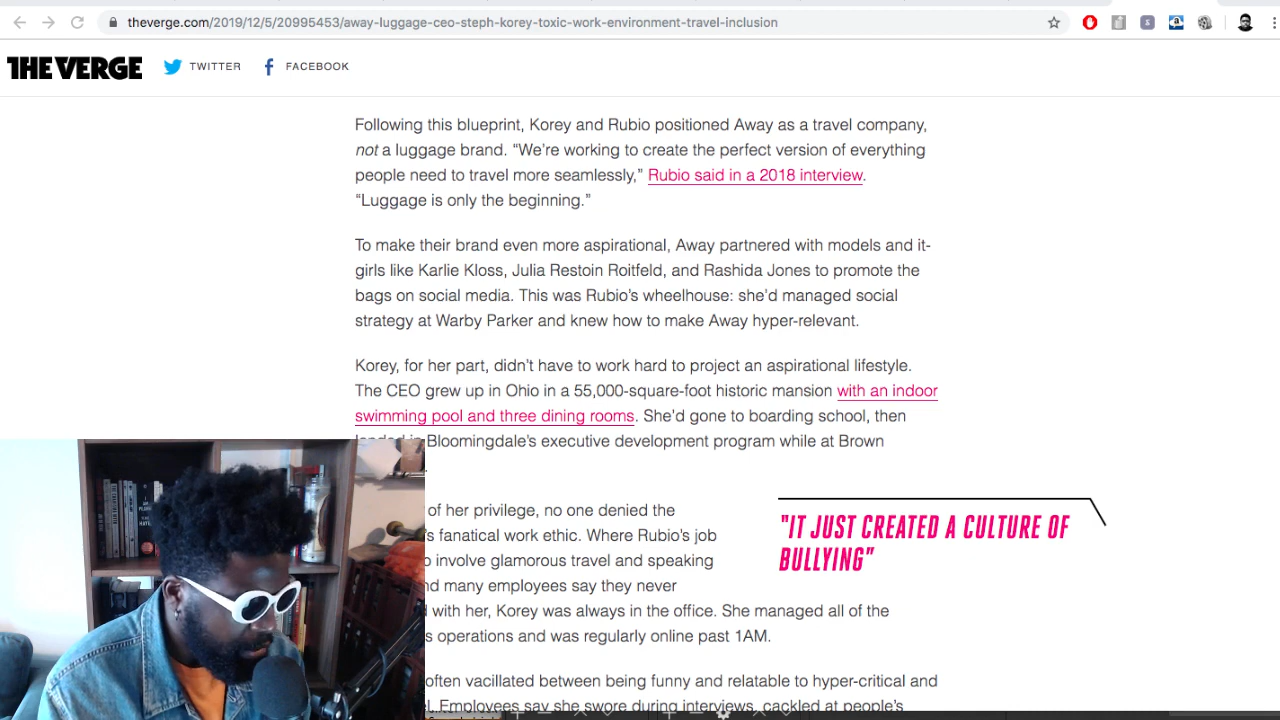 theverge.com/2019/12/5/20995453/away-luggage-ceo-steph-korey-toxic-work-environment-travel-inclusion
THE VERGE TWITTER FACEBOOK
Following this blueprint, Korey and Rubio positioned Away as a travel company,
not a luggage brand. “We’re working to create the perfect version of everything
people need to travel more seamlessly,” Rubio said in a 2018 interview.
“Luggage is only the beginning.”
To make their brand even more aspirational, Away partnered with models and it-
girls like Karlie Kloss, Julia Restoin Roitfeld, and Rashida Jones to promote the
bags on social media. This was Rubio’s wheelhouse: she’d managed social
strategy at Warby Parker and knew how to make Away hyper-relevant.
Korey, for her part, didn’t have to work hard to project an aspirational lifestyle.
The CEO grew up in Ohio in a 55,000-square-foot historic mansion with an indoor
swimming pool and three dining rooms. She’d gone to boarding school, then
Bloomingdale’s executive development program while at Brown
of her privilege, no one denied the
s fanatical work ethic. Where Rubio’s job
involve glamorous travel and speaking
many employees say they never
with her, Korey was always in the office. She managed all of the
s operations and was regularly online past 1AM.
"IT JUST CREATED A CULTURE OF
BULLYING"
often vacillated between being funny and relatable to hyper-critical and
Employees say she swore during interviews, cackled at people’s